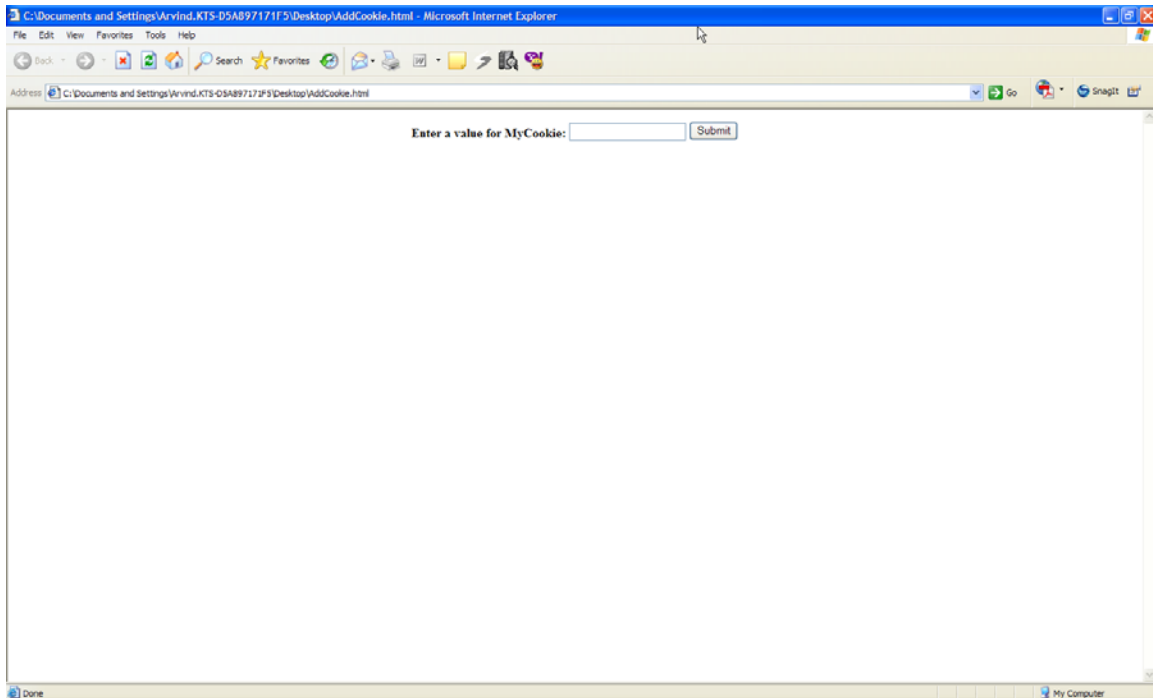 C:\Documents and Settings\Arvind.KTS-D5A897171F5\Desktop\AddCookie.html - Microsoft Internet Explorer
File Edit View Favorites Tools Help
Back Search Favorites
Address C:\Documents and Settings\Arvind.KTS-D5A897171F5\Desktop\AddCookie.html Go SnagIt
Enter a value for MyCookie: Submit
Done My Computer